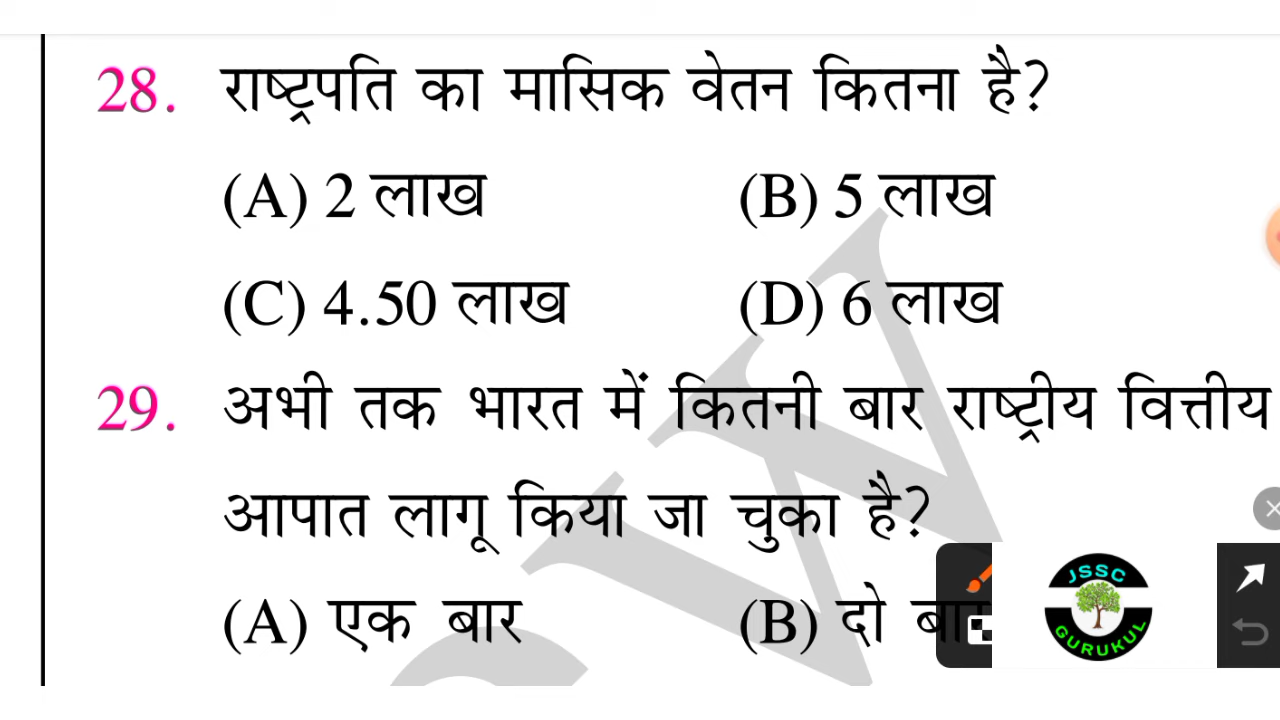 28. राष्ट्रपति का मासिक वेतन कितना है?
(A) 2 लाख (B) 5 लाख
(C) 4.50 लाख (D) 6 लाख
29. अभी तक भारत में कितनी बार राष्ट्रीय वित्तीय
आपात लागू किया जा चुका है?
(A) एक बार (B) दो बार
JSSC
GURUKUL